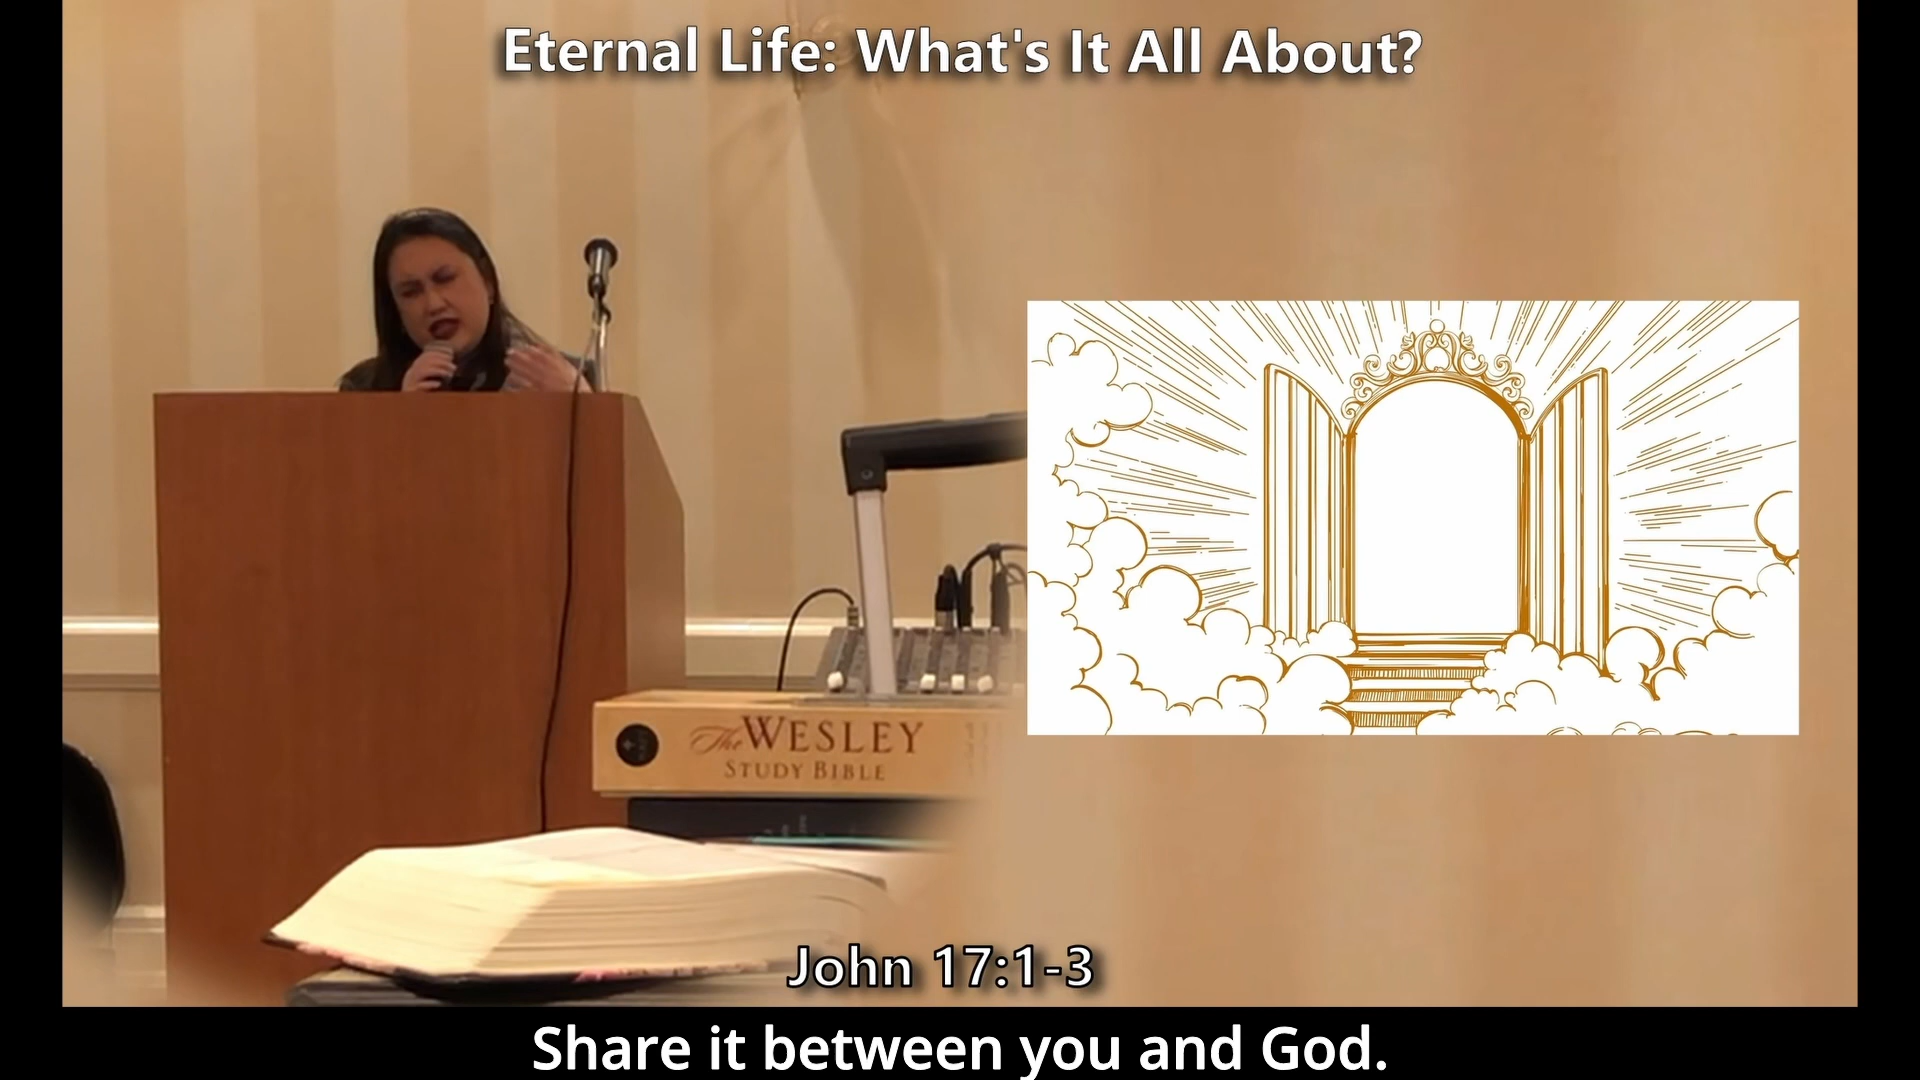 Eternal Life: What's It All About?
The WESLEY
STUDY BIBLE
John 17:1-3
Share it between you and God.